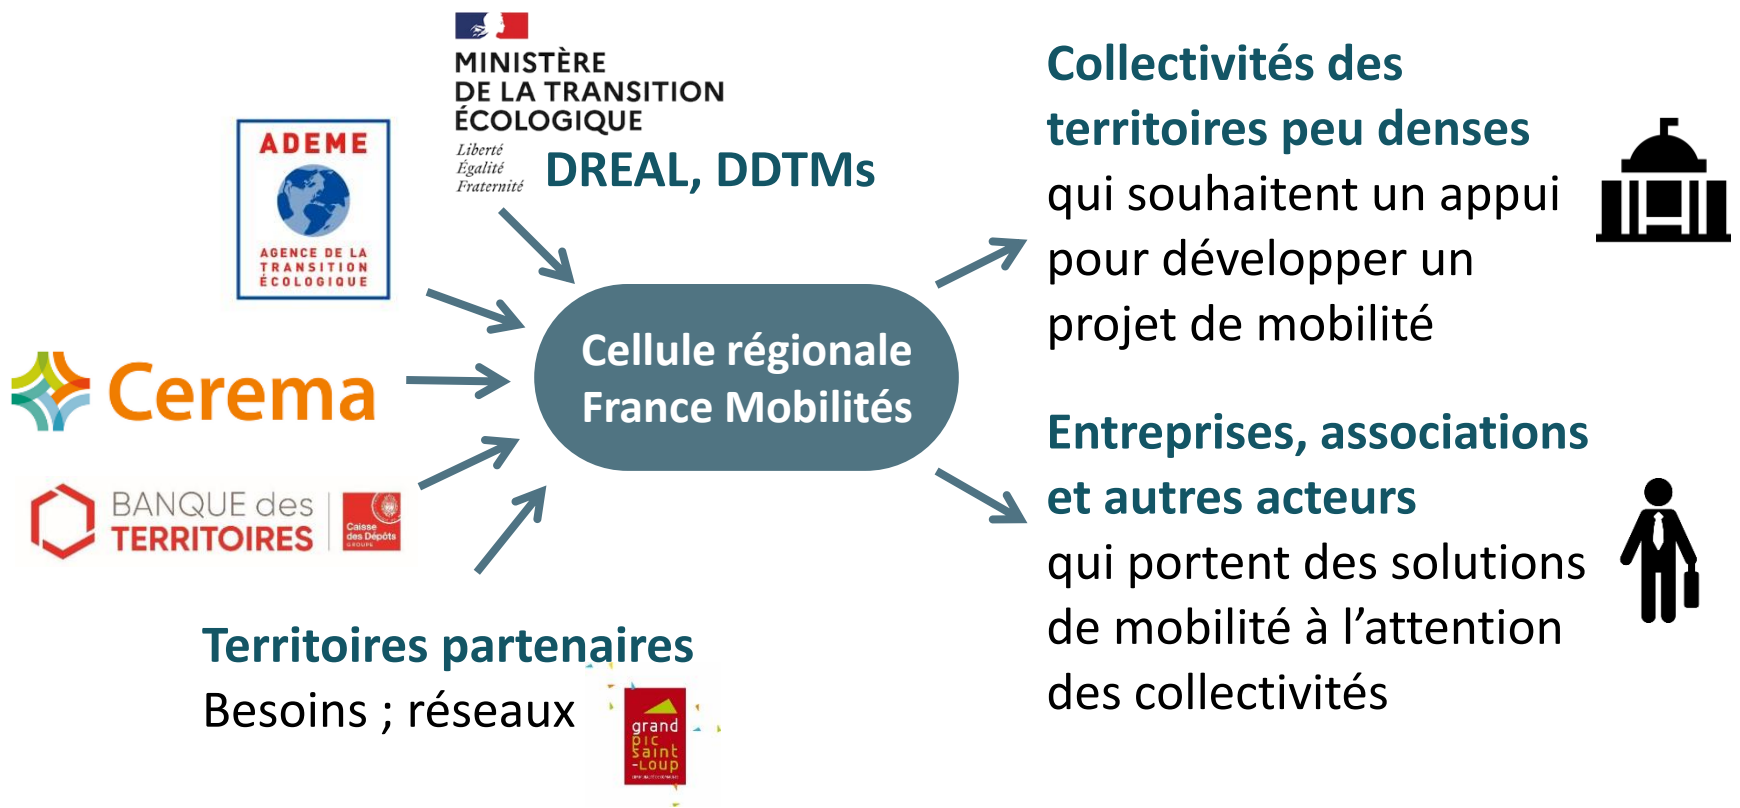 MINISTÈRE
DE LA TRANSITION
ÉCOLOGIQUE
Liberté
Égalité
Fraternité
DREAL, DDTMs
ADEME
AGENCE DE LA
TRANSITION
ÉCOLOGIQUE
Cerema
BANQUE des
TERRITOIRES
Caisse
des Dépôts
GROUPE
Territoires partenaires
Besoins ; réseaux
grand
pic
saint
-Loup
Cellule régionale
France Mobilités
Collectivités des
territoires peu denses
qui souhaitent un appui
pour développer un
projet de mobilité
Entreprises, associations
et autres acteurs
qui portent des solutions
de mobilité à l’attention
des collectivités